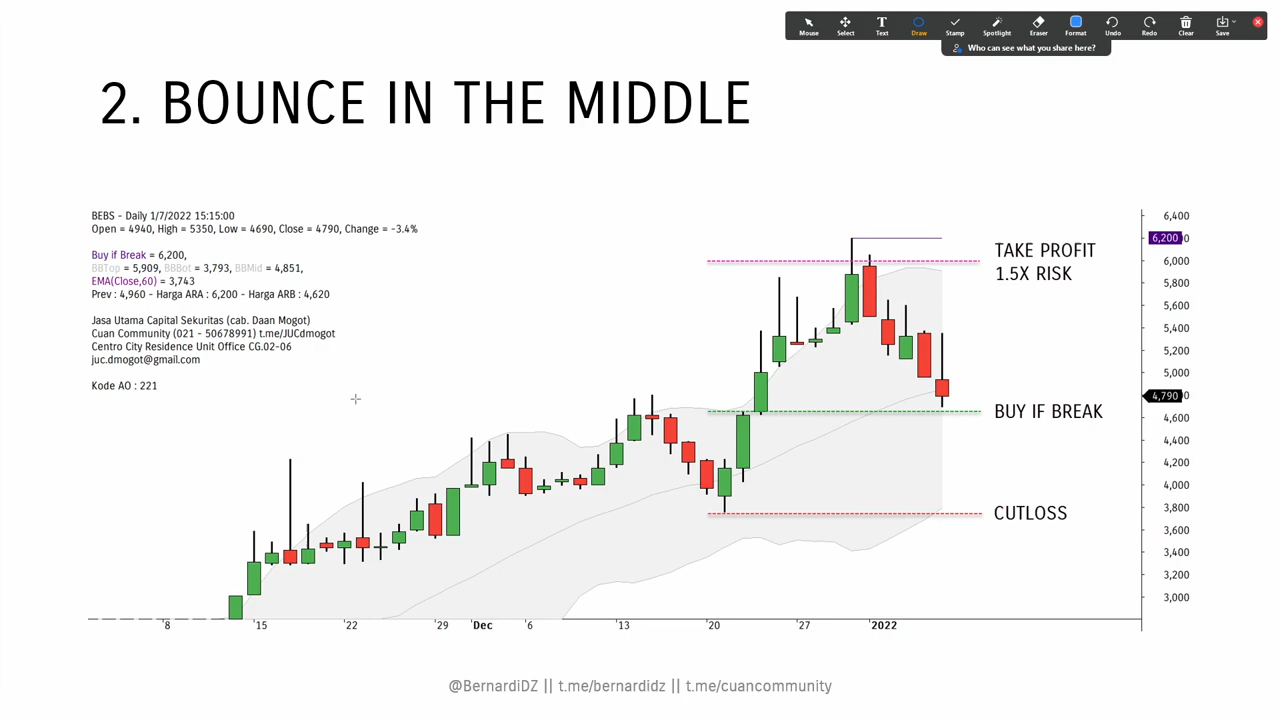 Mouse Select Text Draw Stamp Spotlight Eraser Format Undo Redo Clear Save
Who can see what you share here?
2. BOUNCE IN THE MIDDLE
BEBS - Daily 1/7/2022 15:15:00
Open = 4940, High = 5350, Low = 4690, Close = 4790, Change = -3.4%
Buy if Break = 6,200,
BBTop = 5,909, BBBot = 3,793, BBMid = 4,851,
EMA(Close,60) = 3,743
Prev : 4,960 - Harga ARA : 6,200 - Harga ARB : 4,620
Jasa Utama Capital Sekuritas (cab. Daan Mogot)
Cuan Community (021 - 50678991) t.me/JUCdmogot
Centro City Residence Unit Office CG.02-06
juc.dmogot@gmail.com
Kode AO : 221
TAKE PROFIT
1.5X RISK
BUY IF BREAK
CUTLOSS
6,400
6,200
6,000
5,800
5,600
5,400
5,200
5,000
4,790
4,600
4,400
4,200
4,000
3,800
3,600
3,400
3,200
3,000
8 15 22 29 Dec 6 13 20 27 2022
@BernardiDZ || t.me/bernardidz || t.me/cuancommunity